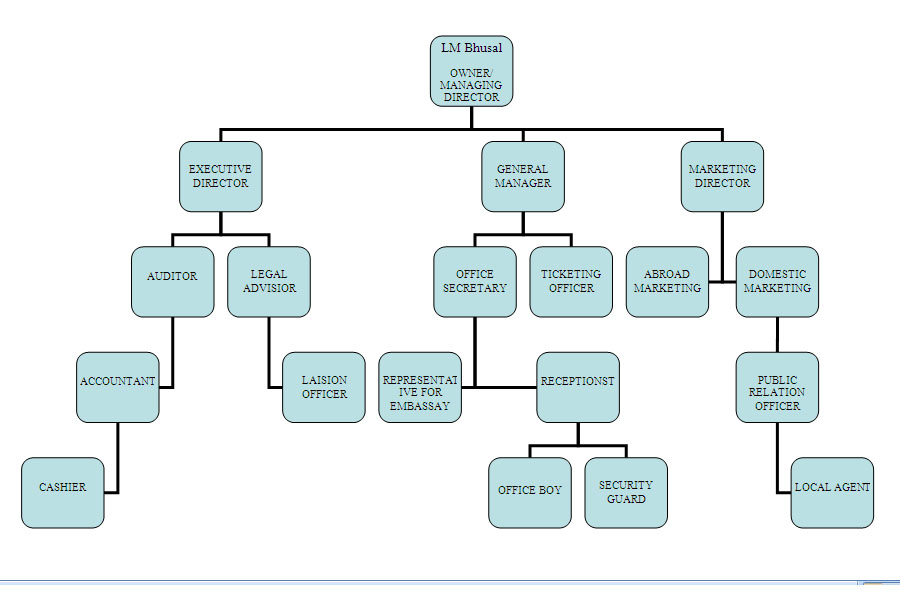 LM Bhusal
OWNER/
MANAGING
DIRECTOR
EXECUTIVE
DIRECTOR
GENERAL
MANAGER
MARKETING
DIRECTOR
AUDITOR
LEGAL
ADVISIOR
OFFICE
SECRETARY
TICKETING
OFFICER
ABROAD
MARKETING
DOMESTIC
MARKETING
ACCOUNTANT
LAISION
OFFICER
REPRESENTAT
IVE FOR
EMBASSAY
RECEPTIONST
PUBLIC
RELATION
OFFICER
CASHIER
OFFICE BOY
SECURITY
GUARD
LOCAL AGENT